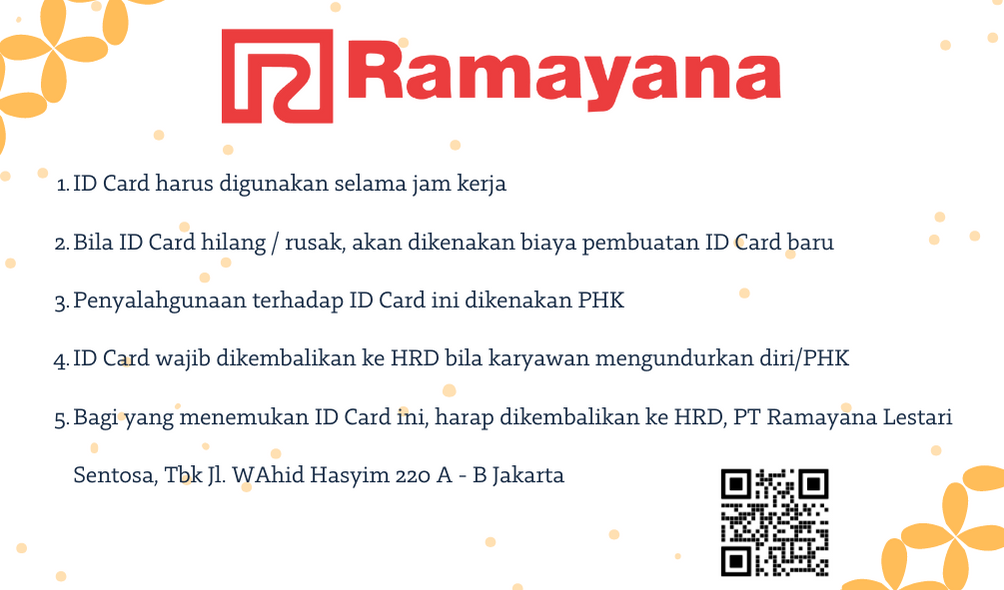 Ramayana
1. ID Card harus digunakan selama jam kerja
2. Bila ID Card hilang / rusak, akan dikenakan biaya pembuatan ID Card baru
3. Penyalahgunaan terhadap ID Card ini dikenakan PHK
4. ID Card wajib dikembalikan ke HRD bila karyawan mengundurkan diri/PHK
5. Bagi yang menemukan ID Card ini, harap dikembalikan ke HRD, PT Ramayana Lestari
Sentosa, Tbk Jl. WAhid Hasyim 220 A - B Jakarta